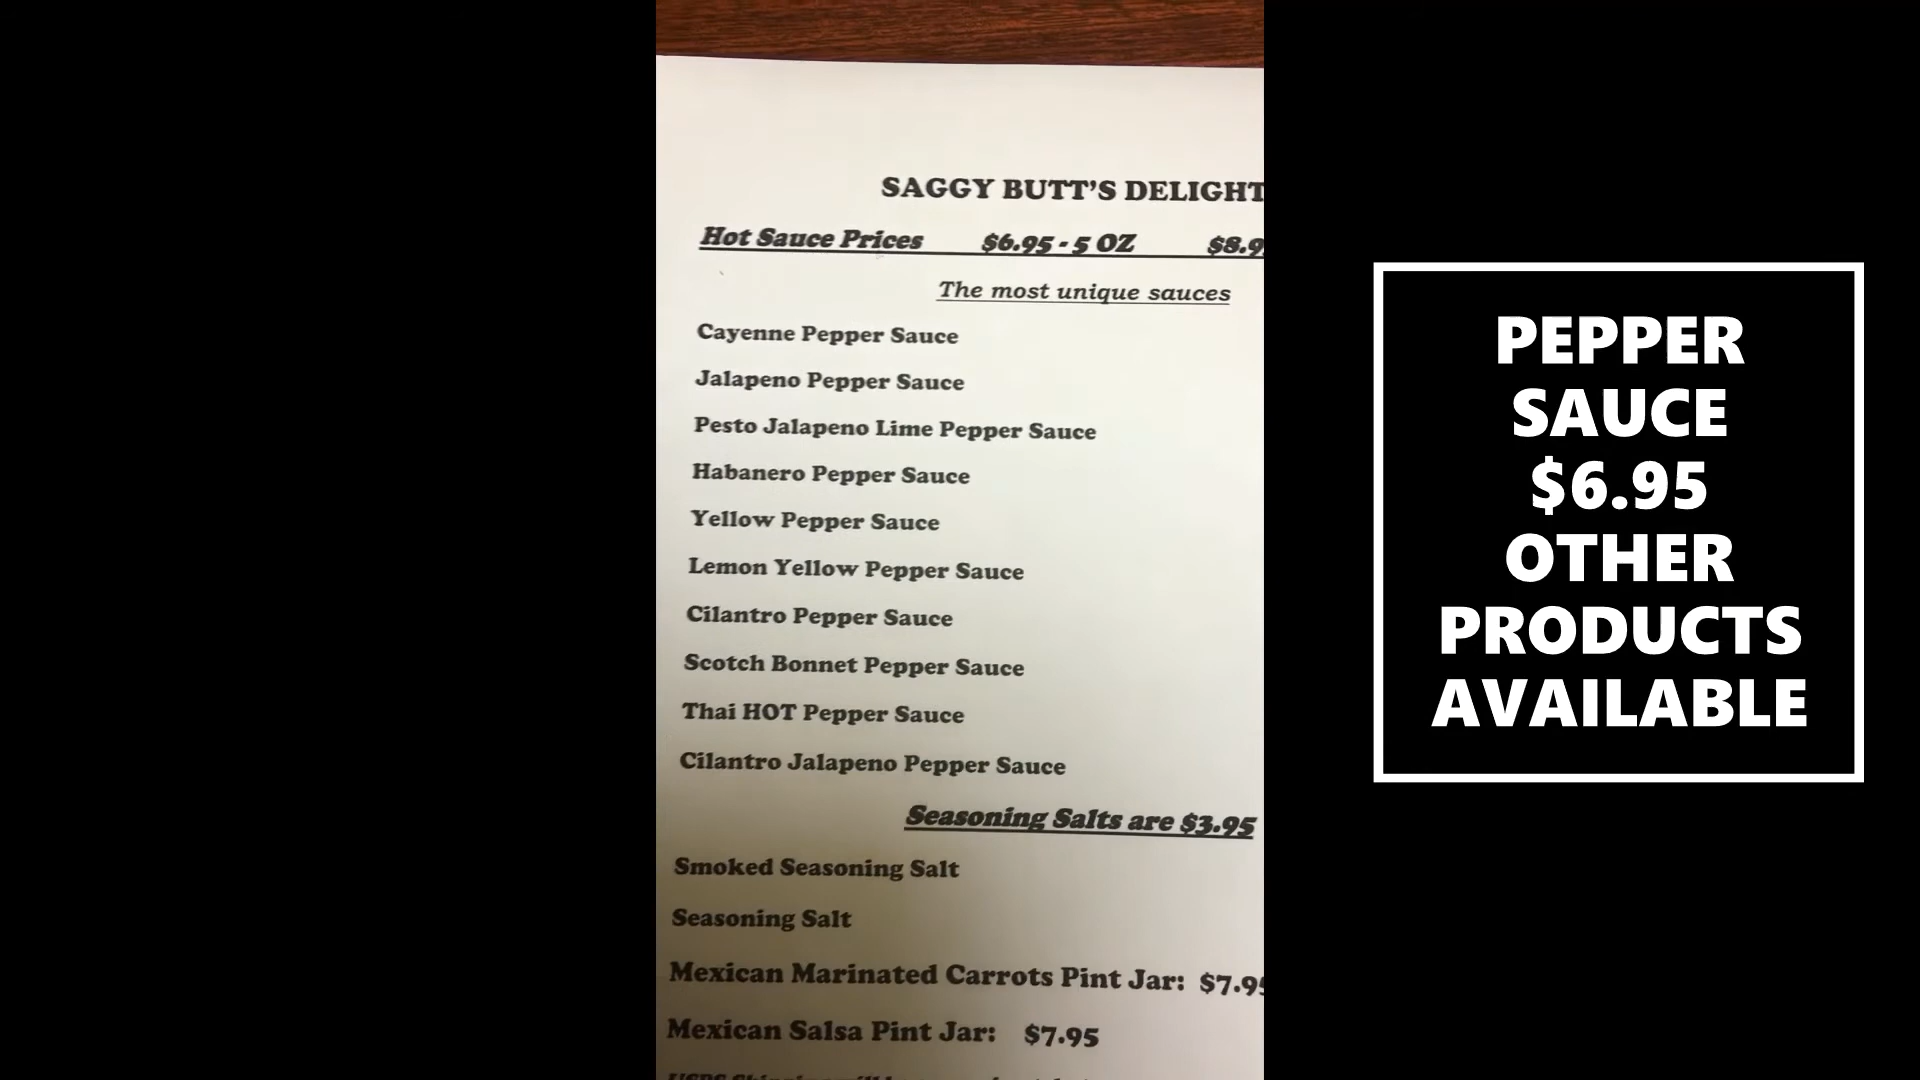 SAGGY BUTT'S DELIGHT
Hot Sauce Prices $6.95 - 5 OZ $8.9
The most unique sauces
Cayenne Pepper Sauce
Jalapeno Pepper Sauce
Pesto Jalapeno Lime Pepper Sauce
Habanero Pepper Sauce
Yellow Pepper Sauce
Lemon Yellow Pepper Sauce
Cilantro Pepper Sauce
Scotch Bonnet Pepper Sauce
Thai HOT Pepper Sauce
Cilantro Jalapeno Pepper Sauce
Seasoning Salts are $3.95
Smoked Seasoning Salt
Seasoning Salt
Mexican Marinated Carrots Pint Jar: $7.95
Mexican Salsa Pint Jar: $7.95
PEPPER
SAUCE
$6.95
OTHER
PRODUCTS
AVAILABLE